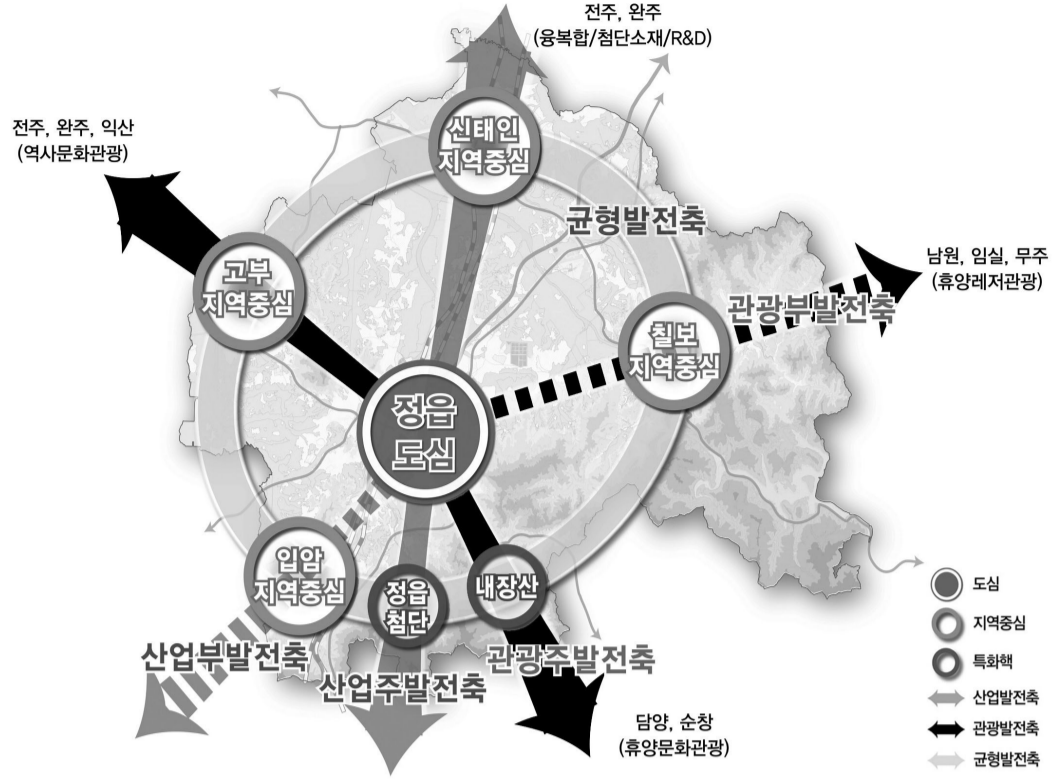 전주, 완주
(융복합/첨단소재/R&D)
전주, 완주, 익산
(역사문화관광)
신태인
지역중심
균형발전축
고부
지역중심
남원, 임실, 무주
(휴양레저관광)
관광부발전축
칠보
지역중심
정읍
도심
입암
지역중심
정읍
첨단
내장산
산업부발전축
산업주발전축
관광주발전축
담양, 순창
(휴양문화관광)
도심
지역중심
특화핵
산업발전축
관광발전축
균형발전축